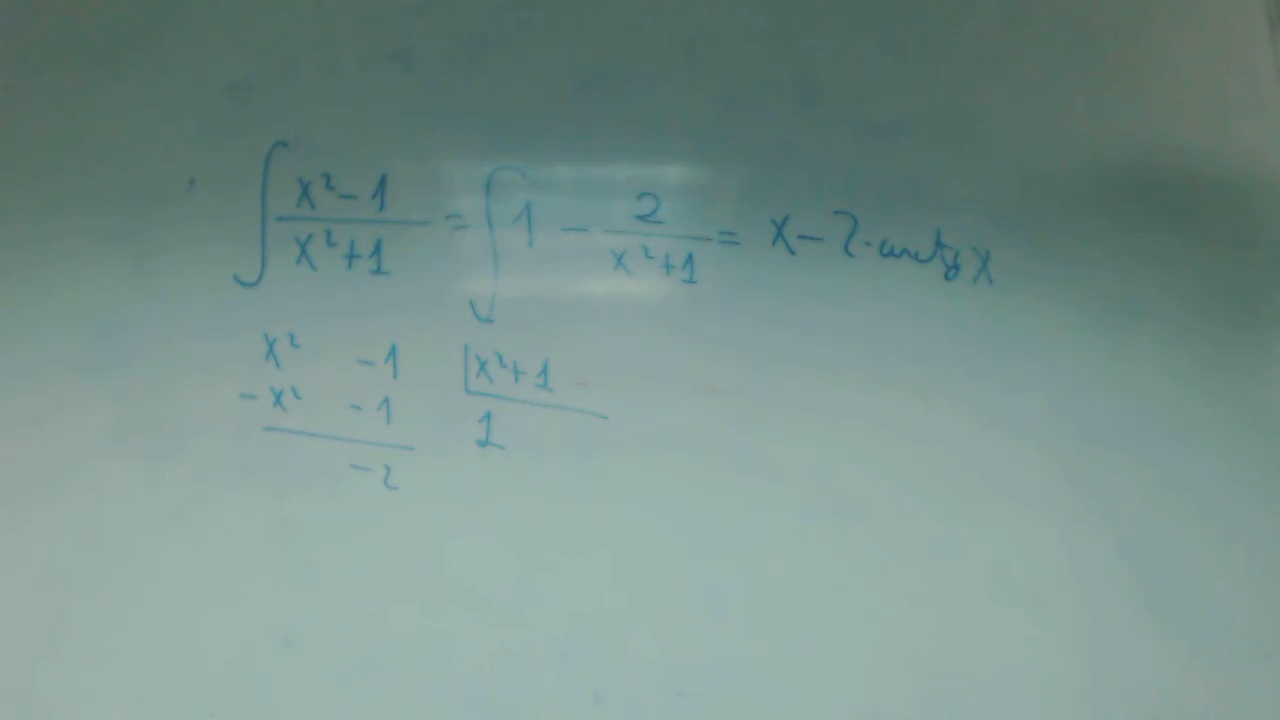 ∫ (x² - 1)/(x² + 1) = ∫ 1 - 2/(x² + 1) = x - 2 · arctg x
x² -1 | x² + 1
-x² -1 1
-2